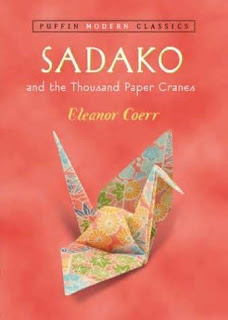 PUFFIN MODERN CLASSICS
SADAKO
and the Thousand Paper Cranes
Eleanor Coerr